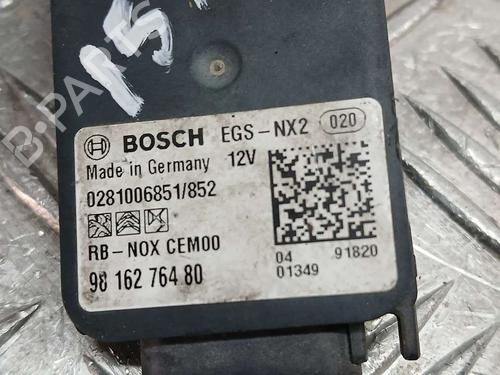 15
B-PARTS
BOSCH EGS-NX2 020
Made in Germany 12V
0281006851/852
RB-NOX CEM00
98 162 764 80
04 91820
01349